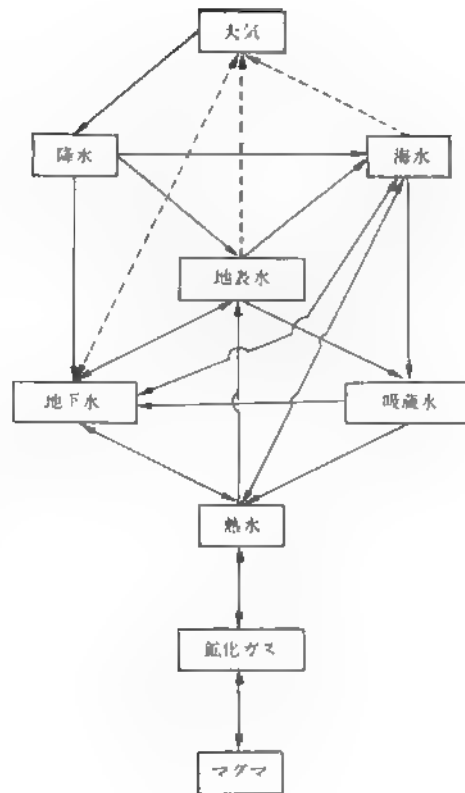 大気
降水
海水
地表水
地下水
吸蔵水
熱水
鉱化ガス
マグマ